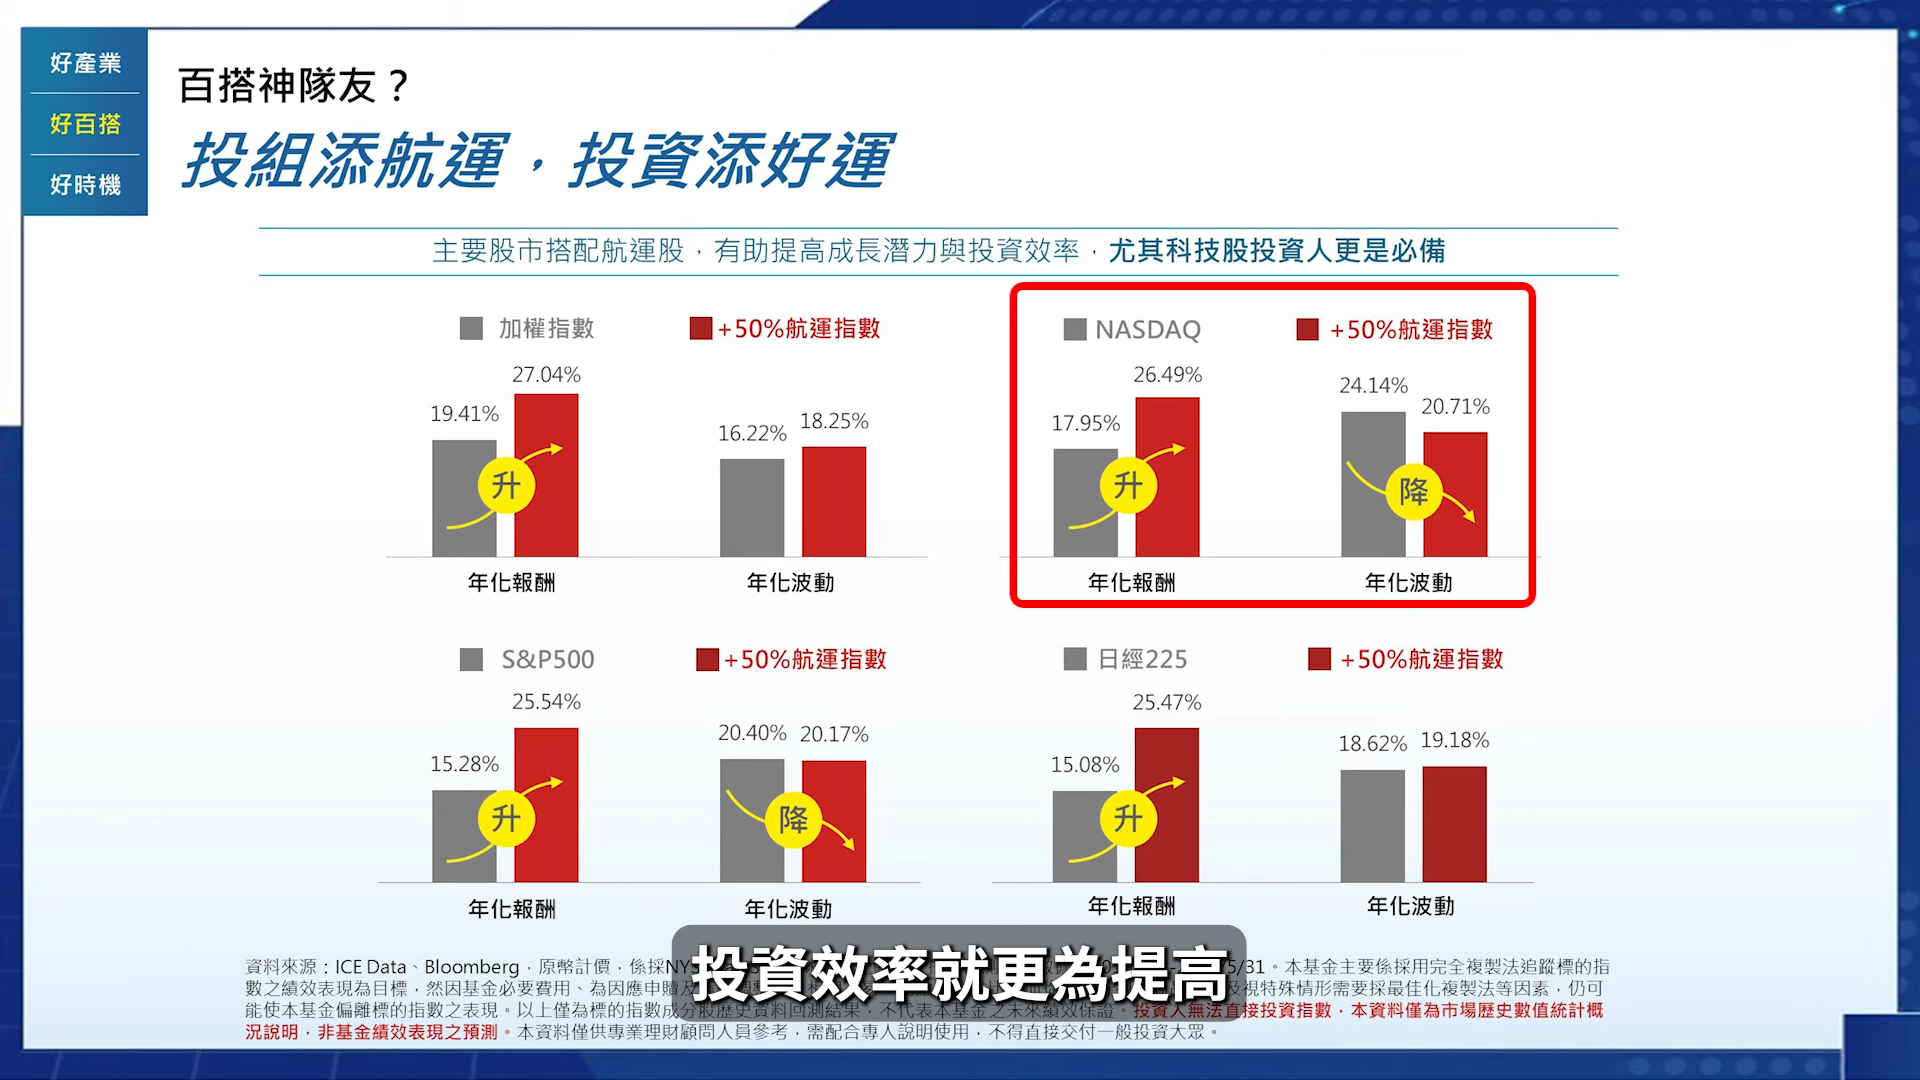 好產業
好百搭
好時機
百搭神隊友？
投組添航運，投資添好運
主要股市搭配航運股，有助提高成長潛力與投資效率，尤其科技股投資人更是必備
加權指數 +50%航運指數
27.04%
19.41%
16.22% 18.25%
升
年化報酬 年化波動
NASDAQ +50%航運指數
26.49%
17.95%
24.14%
20.71%
升 降
年化報酬 年化波動
S&P500 +50%航運指數
25.54%
15.28%
20.40% 20.17%
升 降
年化報酬 年化波動
日經225 +50%航運指數
25.47%
15.08%
18.62% 19.18%
升
年化報酬 年化波動
投資效率就更為提高
資料來源：ICE Data、Bloomberg，原幣計價，係採NYS 5/31。本基金主要係採用完全複製法追蹤標的指
數之績效表現為目標，然因基金必要費用、為因應申贖及 及視特殊情形需要採最佳化複製法等因素，仍可
能使本基金偏離標的指數之表現。以上僅為標的指數成分股歷史資料回測結果，不代表本基金之未來績效保證。投資人無法直接投資指數，本資料僅為市場歷史數值統計概
況說明，非基金績效表現之預測。本資料僅供專業理財顧問人員參考，需配合專人說明使用，不得直接交付一般投資大眾。